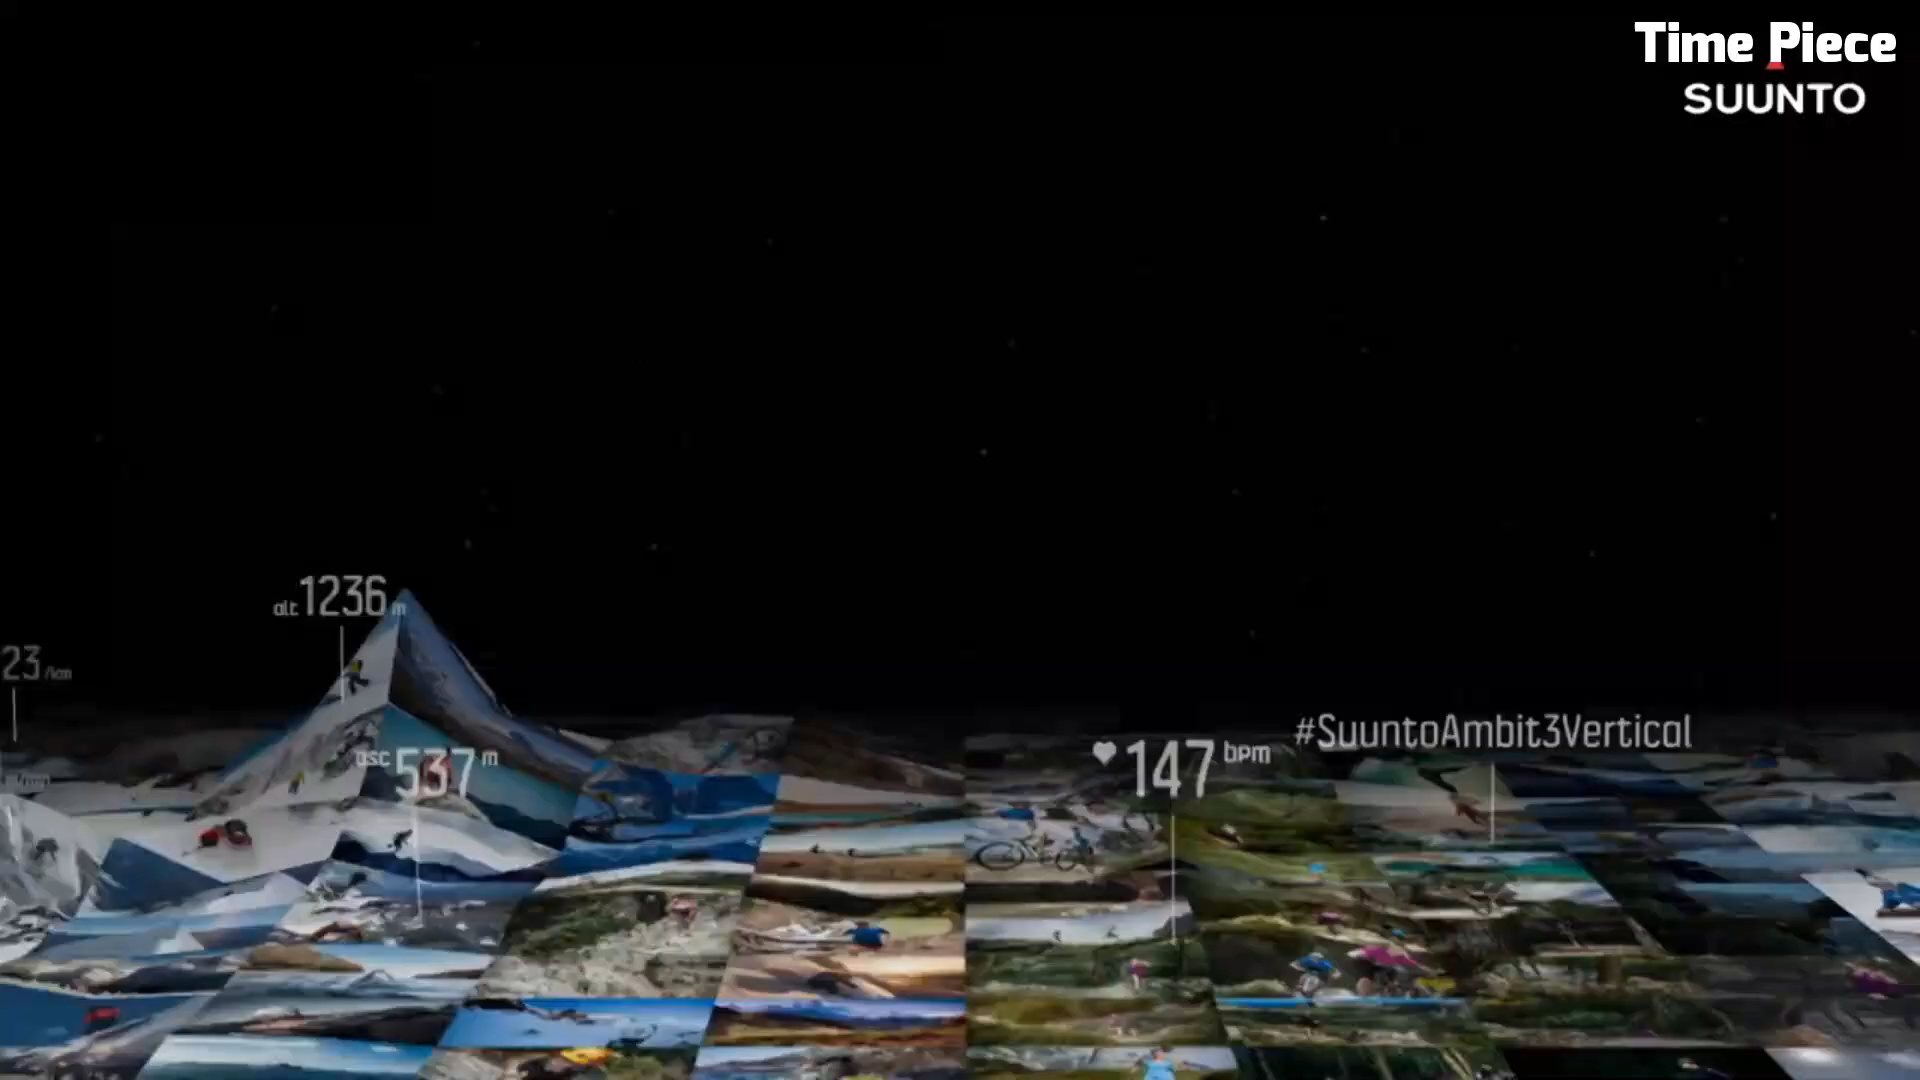 Time Piece
SUUNTO
alt 1236 m
23 /km
#SuuntoAmbit3Vertical
147 bpm
asc 537 m